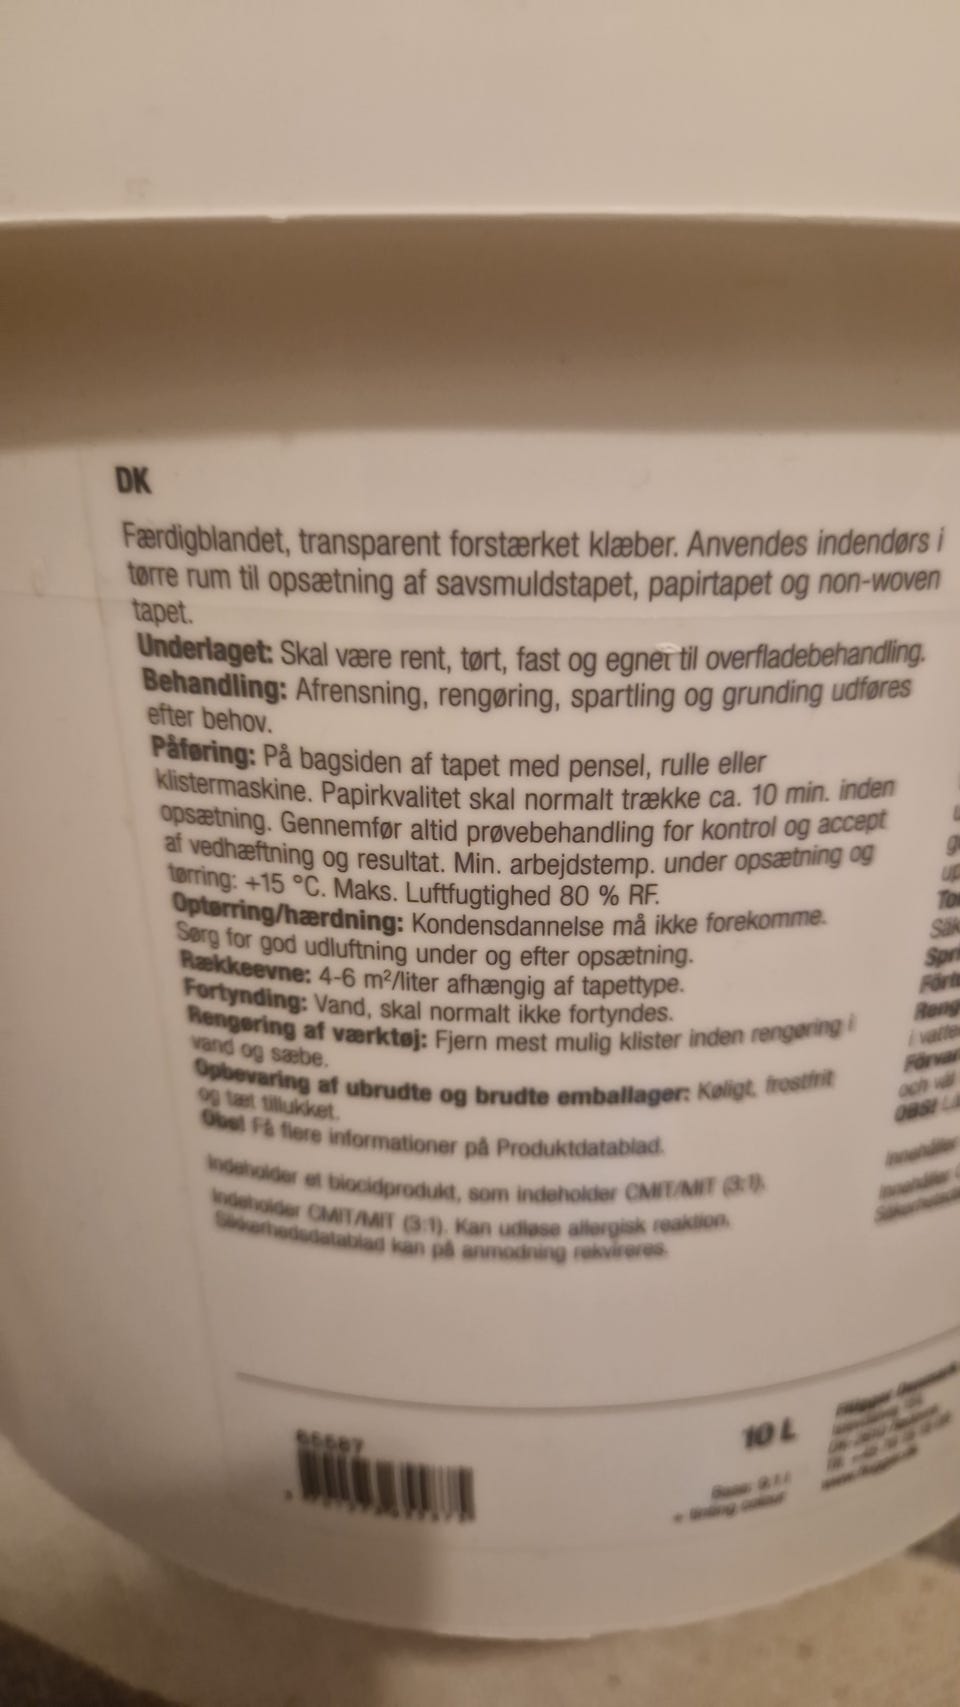 DK
Færdigblandet, transparent forstærket klæber. Anvendes indendørs i
tørre rum til opsætning af savsmuldstapet, papirtapet og non-woven
tapet.
Underlaget: Skal være rent, tørt, fast og egnet til overfladebehandling.
Behandling: Afrensning, rengøring, spartling og grunding udføres
efter behov.
Påføring: På bagsiden af tapet med pensel, rulle eller
klistermaskine. Papirkvalitet skal normalt trække ca. 10 min. inden
opsætning. Gennemfør altid prøvebehandling for kontrol og accept
af vedhæftning og resultat. Min. arbejdstemp. under opsætning og
tørring: +15 °C. Maks. Luftfugtighed 80 % RF.
Optørring/hærdning: Kondensdannelse må ikke forekomme.
Sørg for god udluftning under og efter opsætning.
Rækkeevne: 4-6 m²/liter afhængig af tapettype.
Fortynding: Vand, skal normalt ikke fortyndes.
Rengøring af værktøj: Fjern mest mulig klister inden rengøring i
vand og sæbe.
Opbevaring af ubrudte og brudte emballager: Køligt, frostfrit
og tæt tillukket.
Obs! Få flere informationer på Produktdatablad.
Indeholder et biocidprodukt, som indeholder CMIT/MIT (3:1).
Indeholder CMIT/MIT (3:1). Kan udløse allergisk reaktion.
Sikkerhedsdatablad kan på anmodning rekvireres.
10 L
+ tinting colour